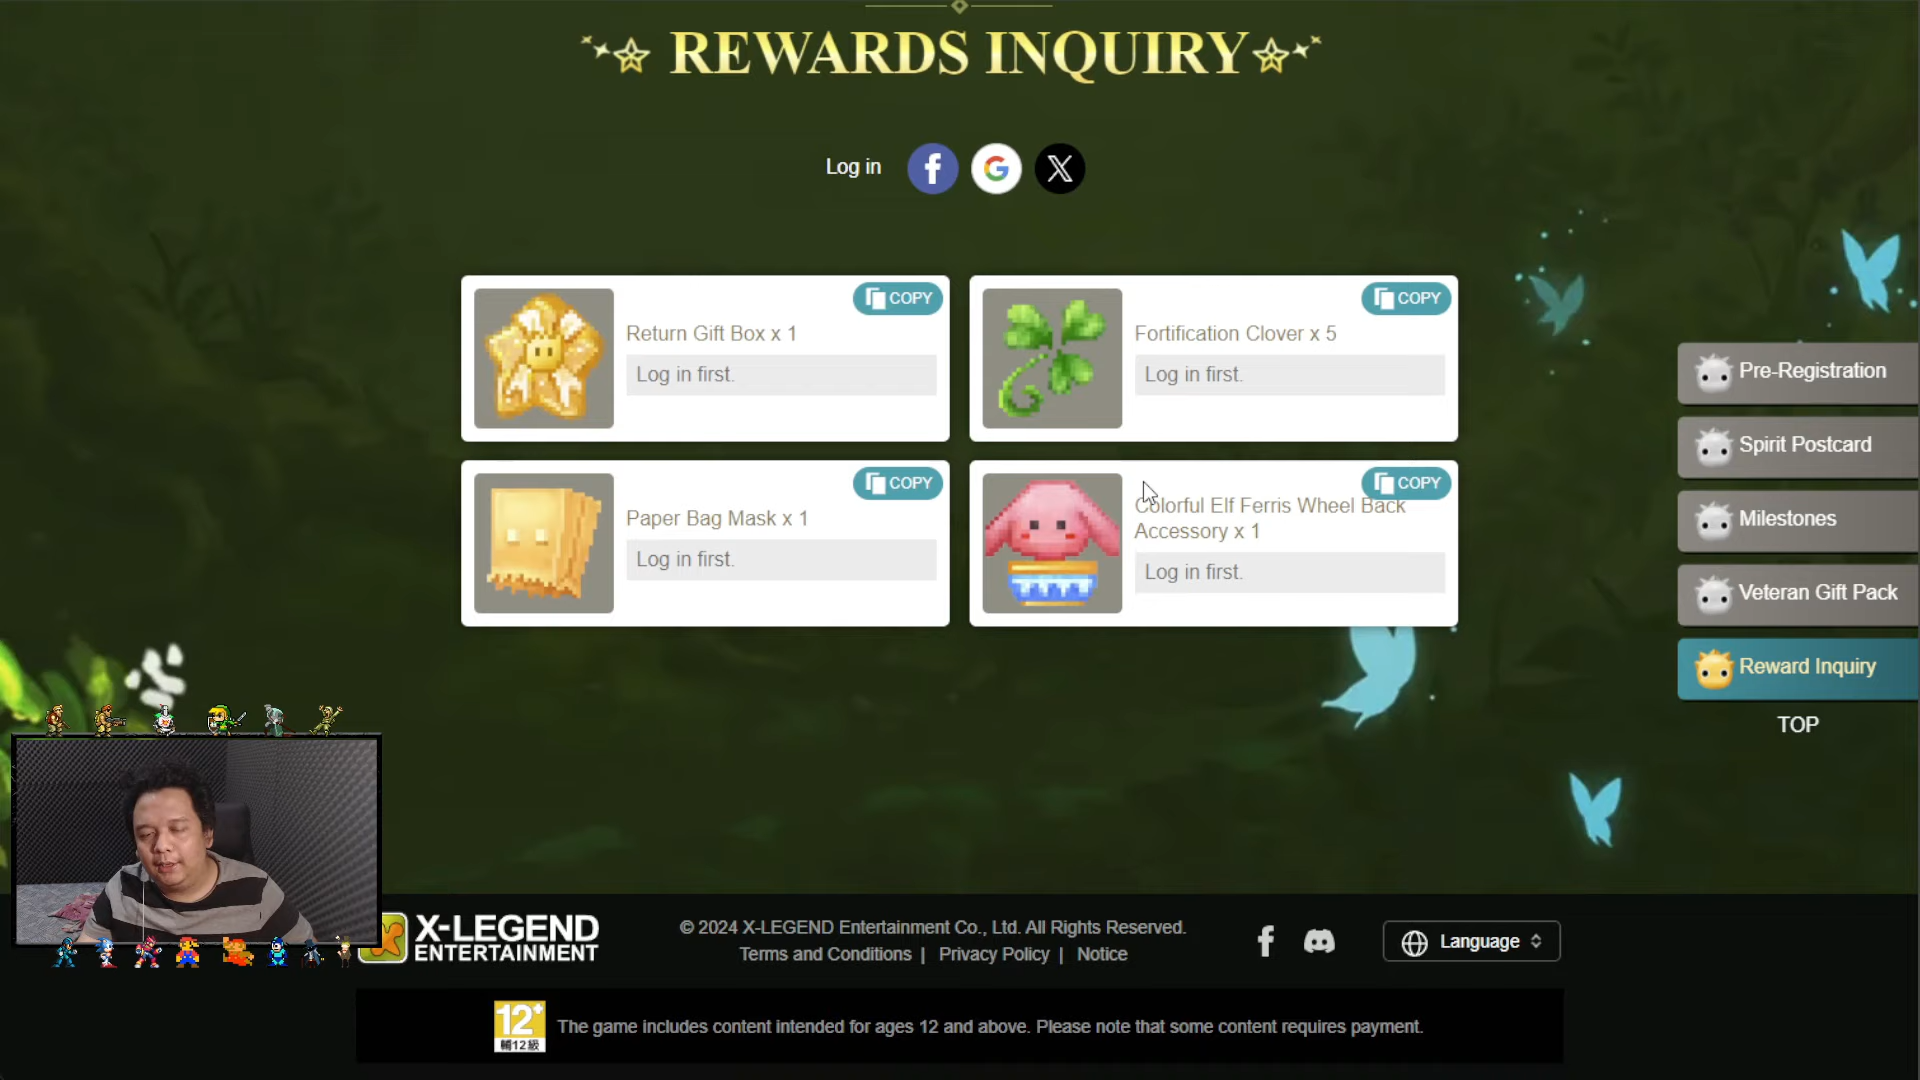 REWARDS INQUIRY
Log in
COPY
Return Gift Box x 1
Log in first.
COPY
Fortification Clover x 5
Log in first.
COPY
Paper Bag Mask x 1
Log in first.
COPY
Colorful Elf Ferris Wheel Back
Accessory x 1
Log in first.
Pre-Registration
Spirit Postcard
Milestones
Veteran Gift Pack
Reward Inquiry
TOP
X-LEGEND
ENTERTAINMENT
© 2024 X-LEGEND Entertainment Co., Ltd. All Rights Reserved.
Terms and Conditions | Privacy Policy | Notice
Language
12+
輔12級
The game includes content intended for ages 12 and above. Please note that some content requires payment.